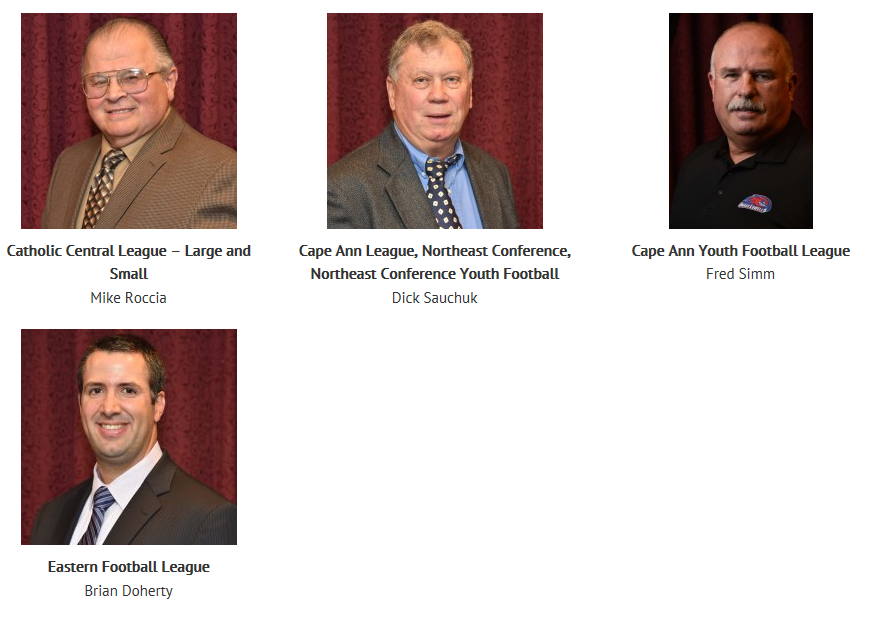 Catholic Central League – Large and
Small
Mike Roccia
Cape Ann League, Northeast Conference,
Northeast Conference Youth Football
Dick Sauchuk
Cape Ann Youth Football League
Fred Simm
Eastern Football League
Brian Doherty